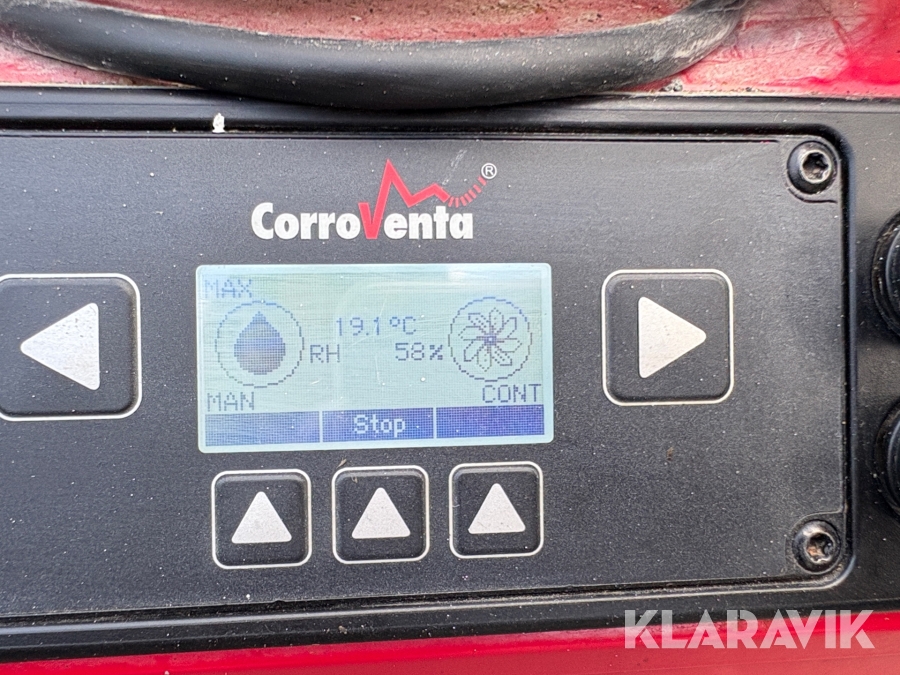 CorroVenta®
MAX
19.1°C
RH 58%
MAN CONT
Stop
KLARAVIK